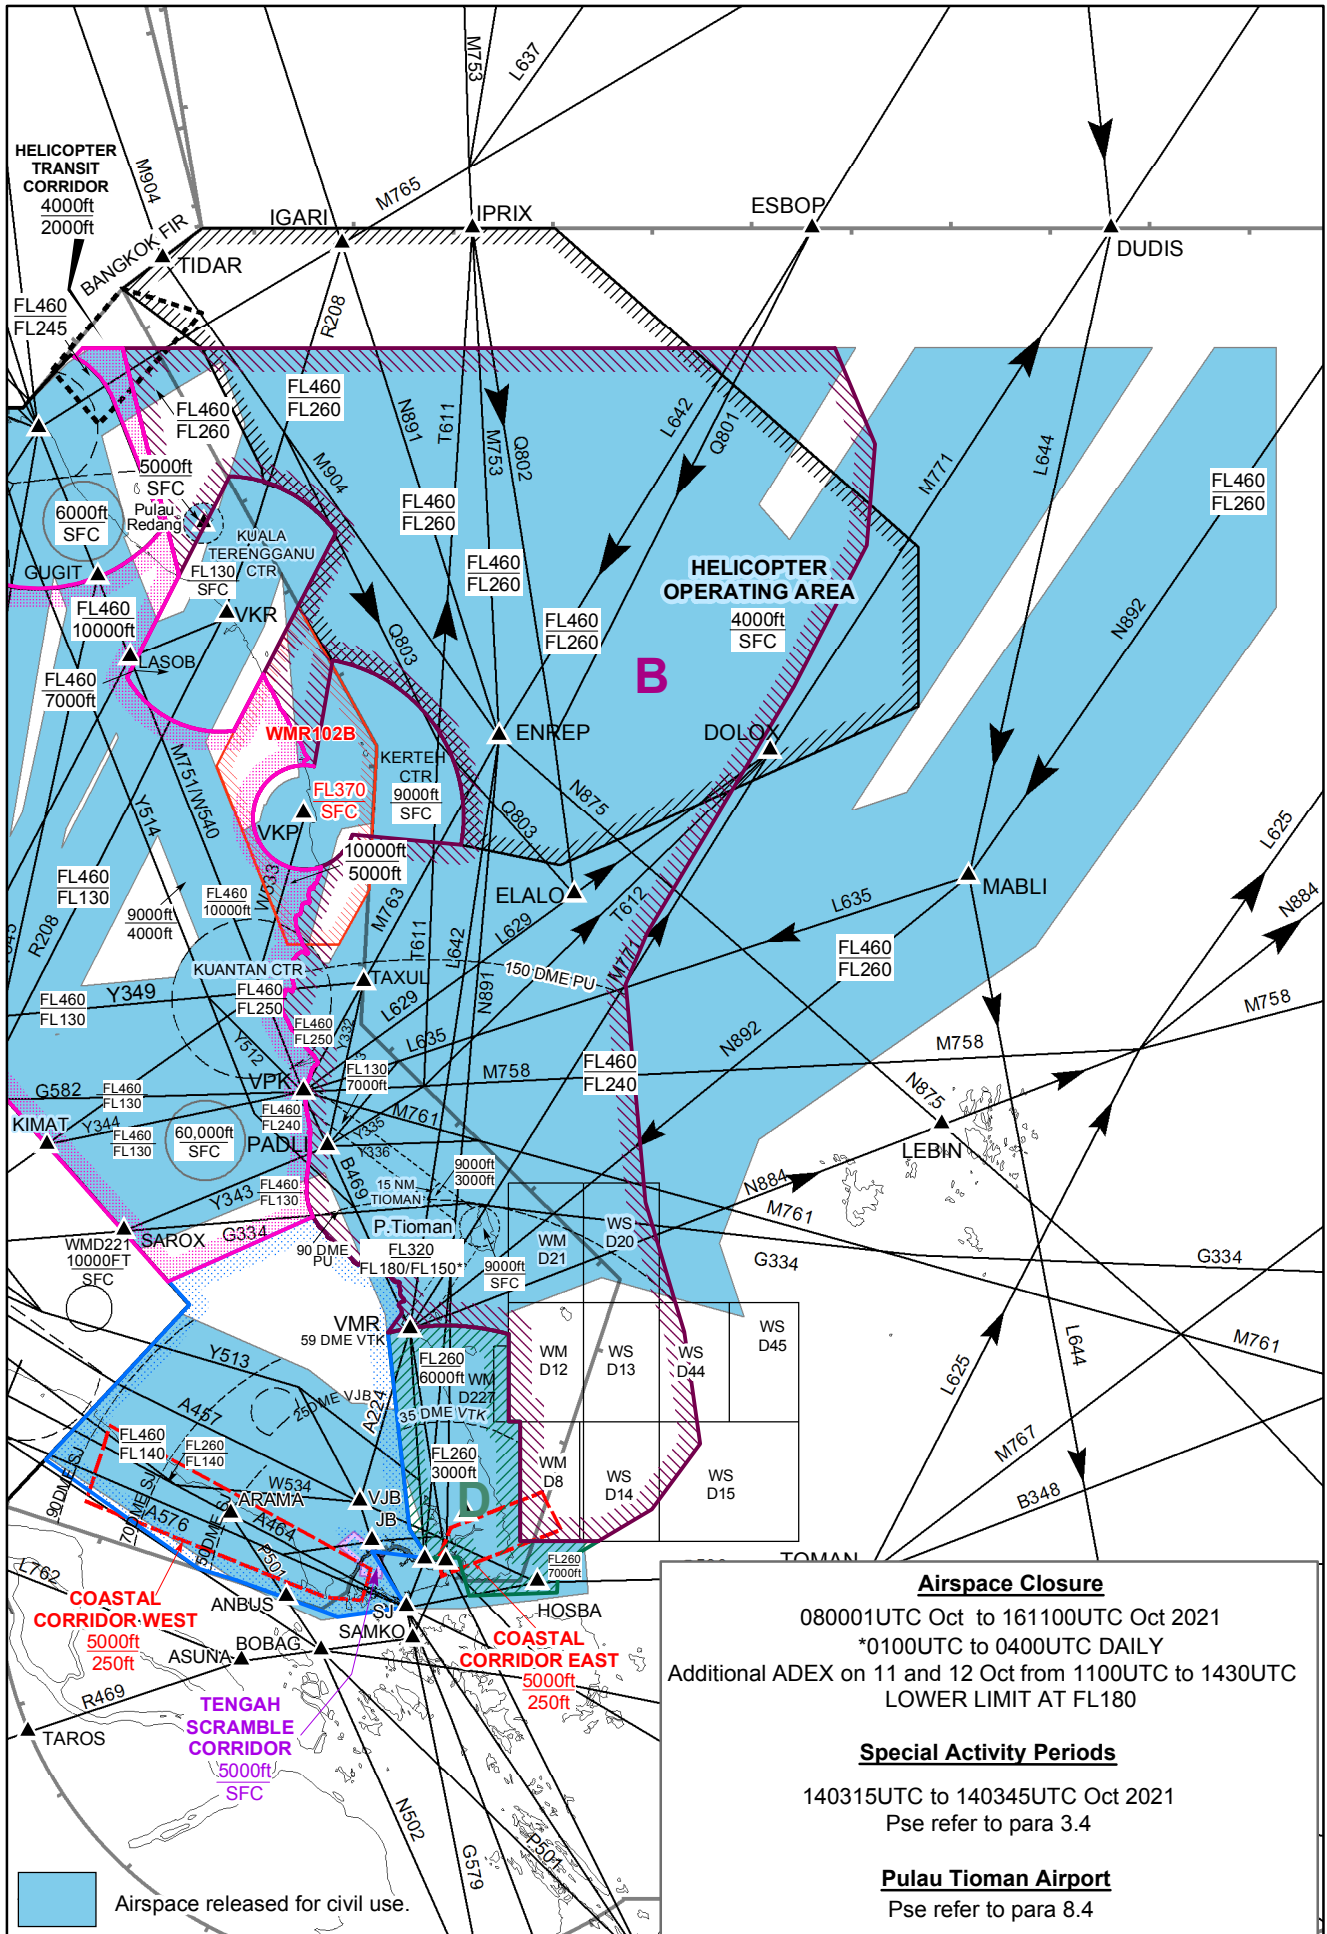 M753
L637
HELICOPTER
TRANSIT
CORRIDOR
4000ft
2000ft
M904
M765
BANGKOK FIR
TIDAR
IGARI
IPRIX
ESBOP
DUDIS
FL460
FL245
R208
FL460
FL260
FL460
FL260
N891
T611
M753
Q802
L642
Q801
M771
L644
5000ft
SFC
M904
FL460
FL260
FL460
FL260
6000ft
SFC
Pulau
Redang
KUALA
TERENGGANU
CTR
FL130
SFC
GUGIT
FL460
FL260
HELICOPTER
OPERATING AREA
4000ft
SFC
FL460
10000ft
VKR
FL460
FL260
N892
LASOB
Q803
FL460
7000ft
B
WMR102B
ENREP
DOLOX
M751/W540
KERTEH
CTR
9000ft
SFC
FL370
SFC
Y514
VKP
N875
Q803
10000ft
5000ft
L625
FL460
FL130
W533
ELALO
MABLI
FL460
10000ft
9000ft
4000ft
M763
T612
L635
N884
R208
T611
L642
L629
FL460
FL260
KUANTAN CTR
TAXUL
150 DME PU
M771
FL460
FL130
Y349
FL460
FL250
N891
L629
M758
FL460
FL250
Y332
L635
N892
Y512
FL130
7000ft
M758
FL460
FL240
M758
VPK
G582
FL460
FL130
N875
KIMAT
Y344
FL460
FL130
60,000ft
SFC
FL460
FL240
M761
PADLI
Y335
Y336
LEBIN
B469
9000ft
3000ft
Y343
FL460
FL130
15 NM
TIOMAN
N884
M761
SAROX
G334
P.Tioman
WS
D20
WM
D21
WMD221
10000FT
SFC
90 DME
PU
FL320
FL180/FL150*
9000ft
SFC
G334
G334
VMR
59 DME VTK
WS
D45
M761
Y513
FL260
6000ft
WM
D12
WS
D13
WS
D44
L644
WM
D227
L625
25DME VJB
A224
A457
35 DME VTK
FL460
FL140
FL260
FL140
FL260
3000ft
M767
90DME SJ
70DME SJ
W534
WM
D8
WS
D14
WS
D15
ARAMA
VJB
D
B348
A576
A464
JB
L762
P501
TOMAN
FL260
7000ft
COASTAL
CORRIDOR WEST
5000ft
250ft
ANBUS
SJ
HOSBA
SAMKO
BOBAG
ASUNA
COASTAL
CORRIDOR EAST
5000ft
250ft
R469
TENGAH
SCRAMBLE
CORRIDOR
5000ft
SFC
TAROS
N502
G579
P501
Airspace Closure
080001UTC Oct to 161100UTC Oct 2021
*0100UTC to 0400UTC DAILY
Additional ADEX on 11 and 12 Oct from 1100UTC to 1430UTC
LOWER LIMIT AT FL180
Special Activity Periods
140315UTC to 140345UTC Oct 2021
Pse refer to para 3.4
Pulau Tioman Airport
Pse refer to para 8.4
Airspace released for civil use.